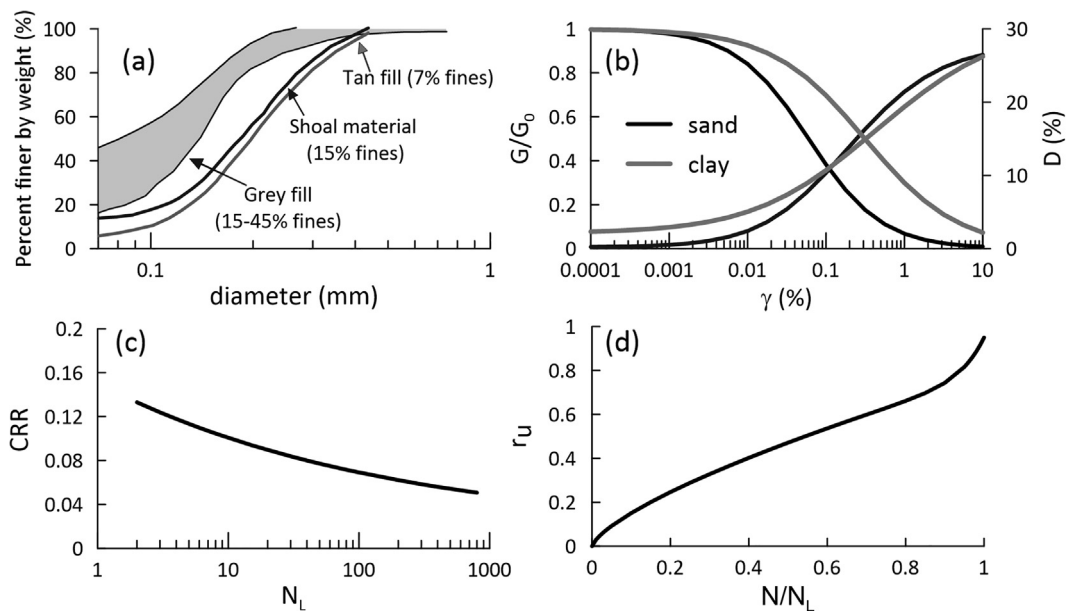 (a)
Percent finer by weight (%)
100
80
60
40
20
0
Tan fill (7% fines)
Shoal material
(15% fines)
Grey fill
(15-45% fines)
0.1
1
diameter (mm)
(b)
G/G0
1
0.8
0.6
0.4
0.2
0
sand
clay
30
20
10
0
D (%)
0.0001
0.001
0.01
0.1
1
10
γ (%)
(c)
CRR
0.2
0.16
0.12
0.08
0.04
0
1
10
100
1000
NL
(d)
ru
1
0.8
0.6
0.4
0.2
0
0
0.2
0.4
0.6
0.8
1
N/NL